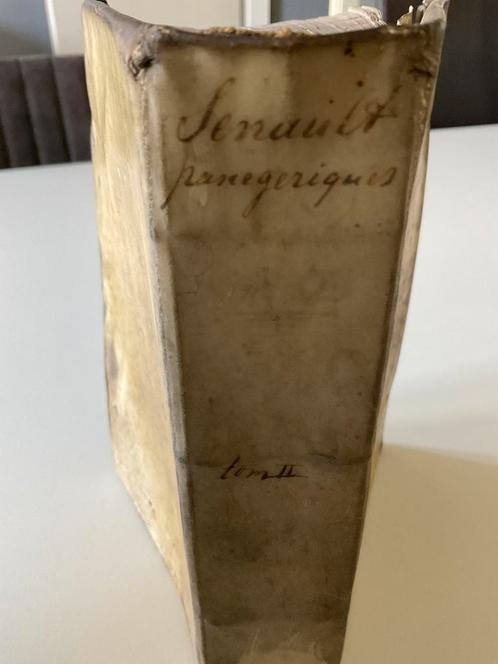 Senault
panegeriques
tom II